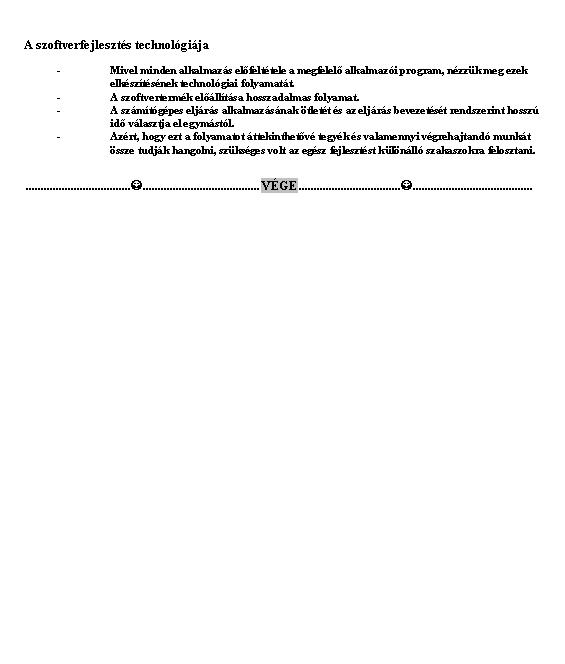 A szoftverfejlesztés technológiája
- Mivel minden alkalmazás előfeltétele a megfelelő alkalmazói program, nézzük meg ezek
elkészítésének technológiai folyamatát.
- A szoftvertermék előállítása hosszadalmas folyamat.
- A számítógépes eljárás alkalmazásának ötletét és az eljárás bevezetését rendszerint hosszú
idő választja el egymástól.
- Azért, hogy ezt a folyamatot áttekinthetővé tegyék és valamennyi végrehajtandó munkát
össze tudják hangolni, szükséges volt az egész fejlesztést különálló szakaszokra felosztani.
...................................☻.......................................VÉGE..................................☻........................................